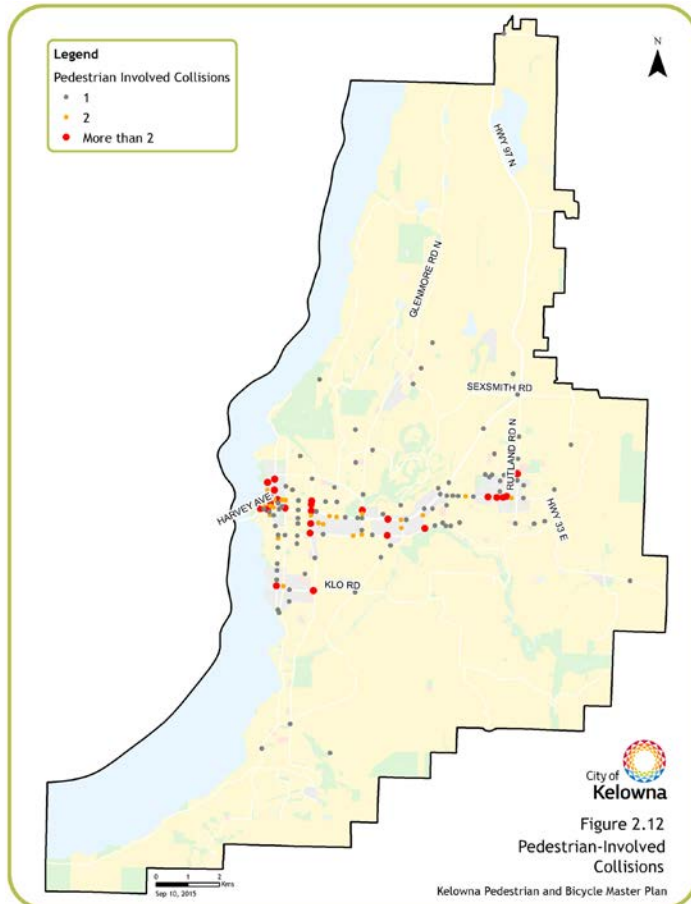 Legend
Pedestrian Involved Collisions
1
2
More than 2
N
HWY 97 N
GLENMORE RD N
SEXSMITH RD
RUTLAND RD N
HARVEY AVE
HWY 33 E
KLO RD
City of
Kelowna
Figure 2.12
Pedestrian-Involved
Collisions
0 1 2
Kms
Sep 10, 2015
Kelowna Pedestrian and Bicycle Master Plan